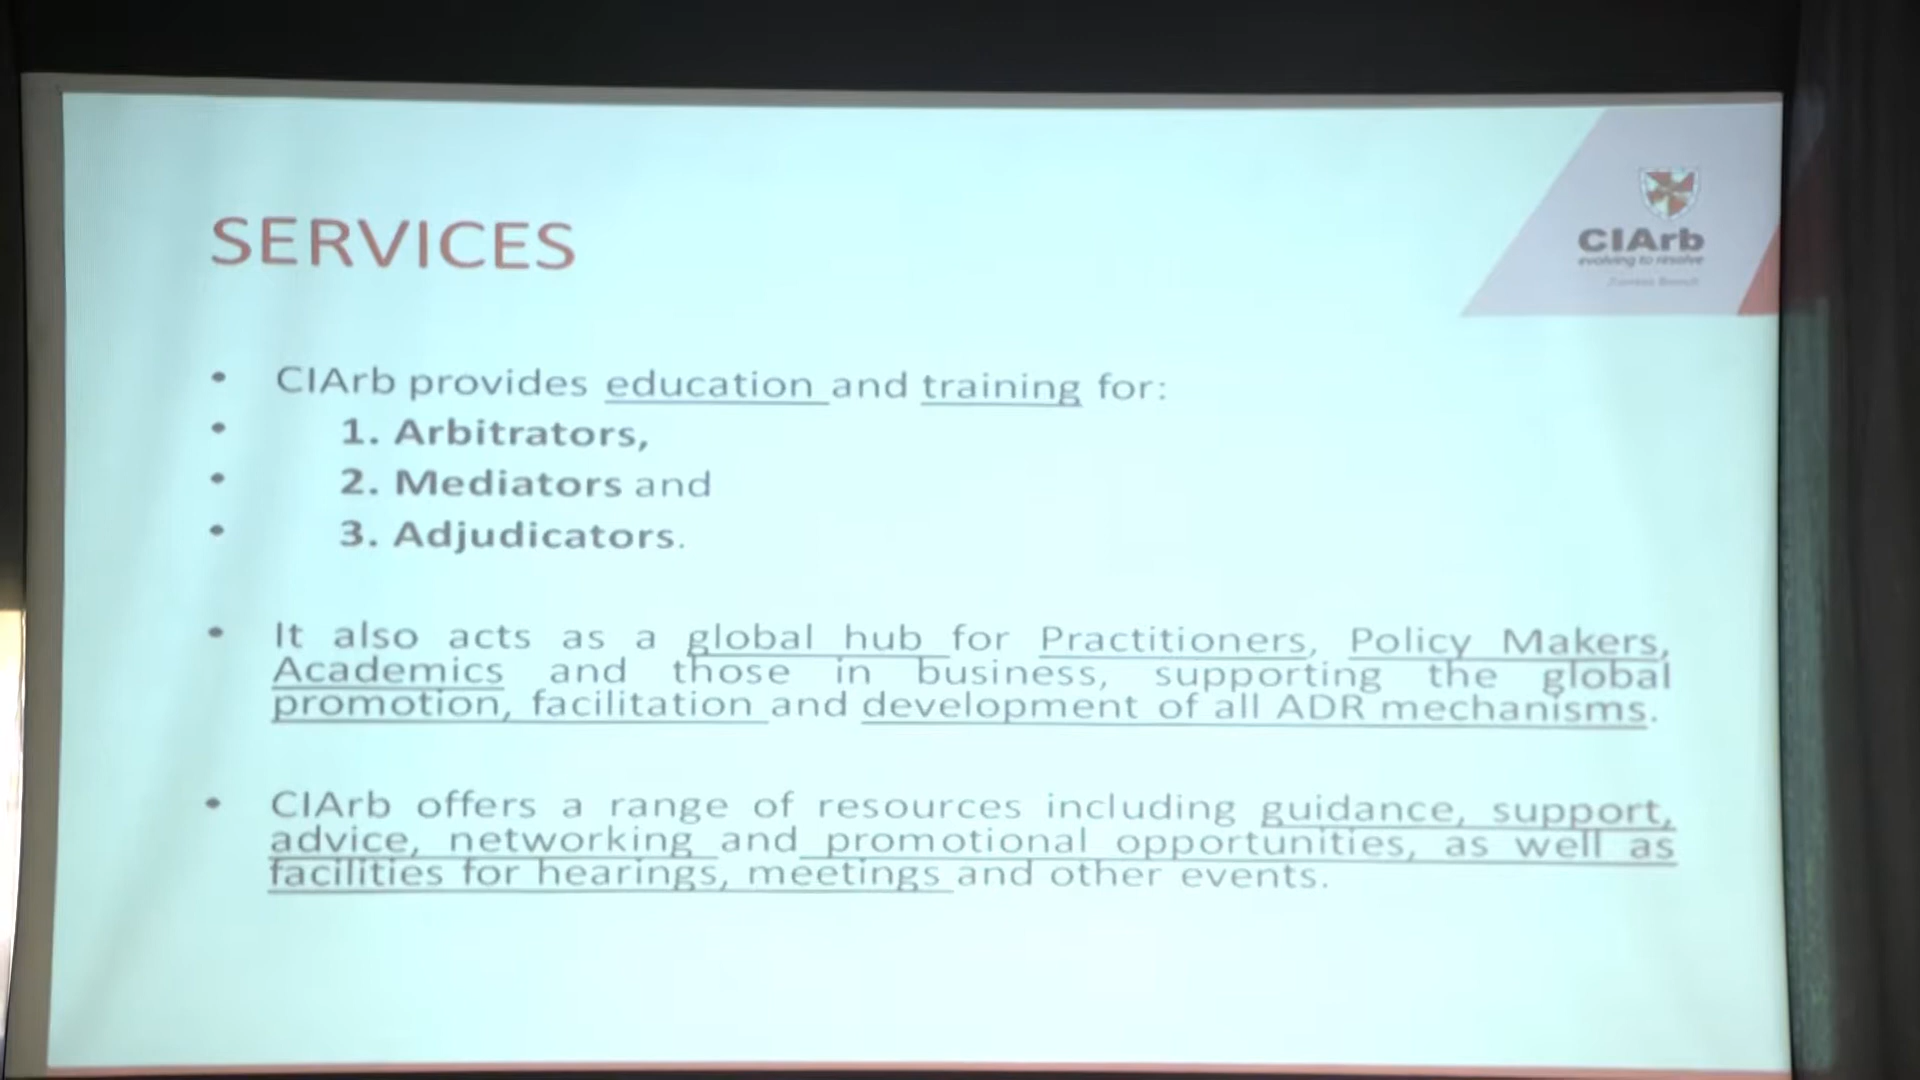 SERVICES
CIArb
evolving to resolve
• CIArb provides education and training for:
• 1. Arbitrators,
• 2. Mediators and
• 3. Adjudicators.
• It also acts as a global hub for Practitioners, Policy Makers,
Academics and those in business, supporting the global
promotion, facilitation and development of all ADR mechanisms.
• CIArb offers a range of resources including guidance, support,
advice, networking and promotional opportunities, as well as
facilities for hearings, meetings and other events.